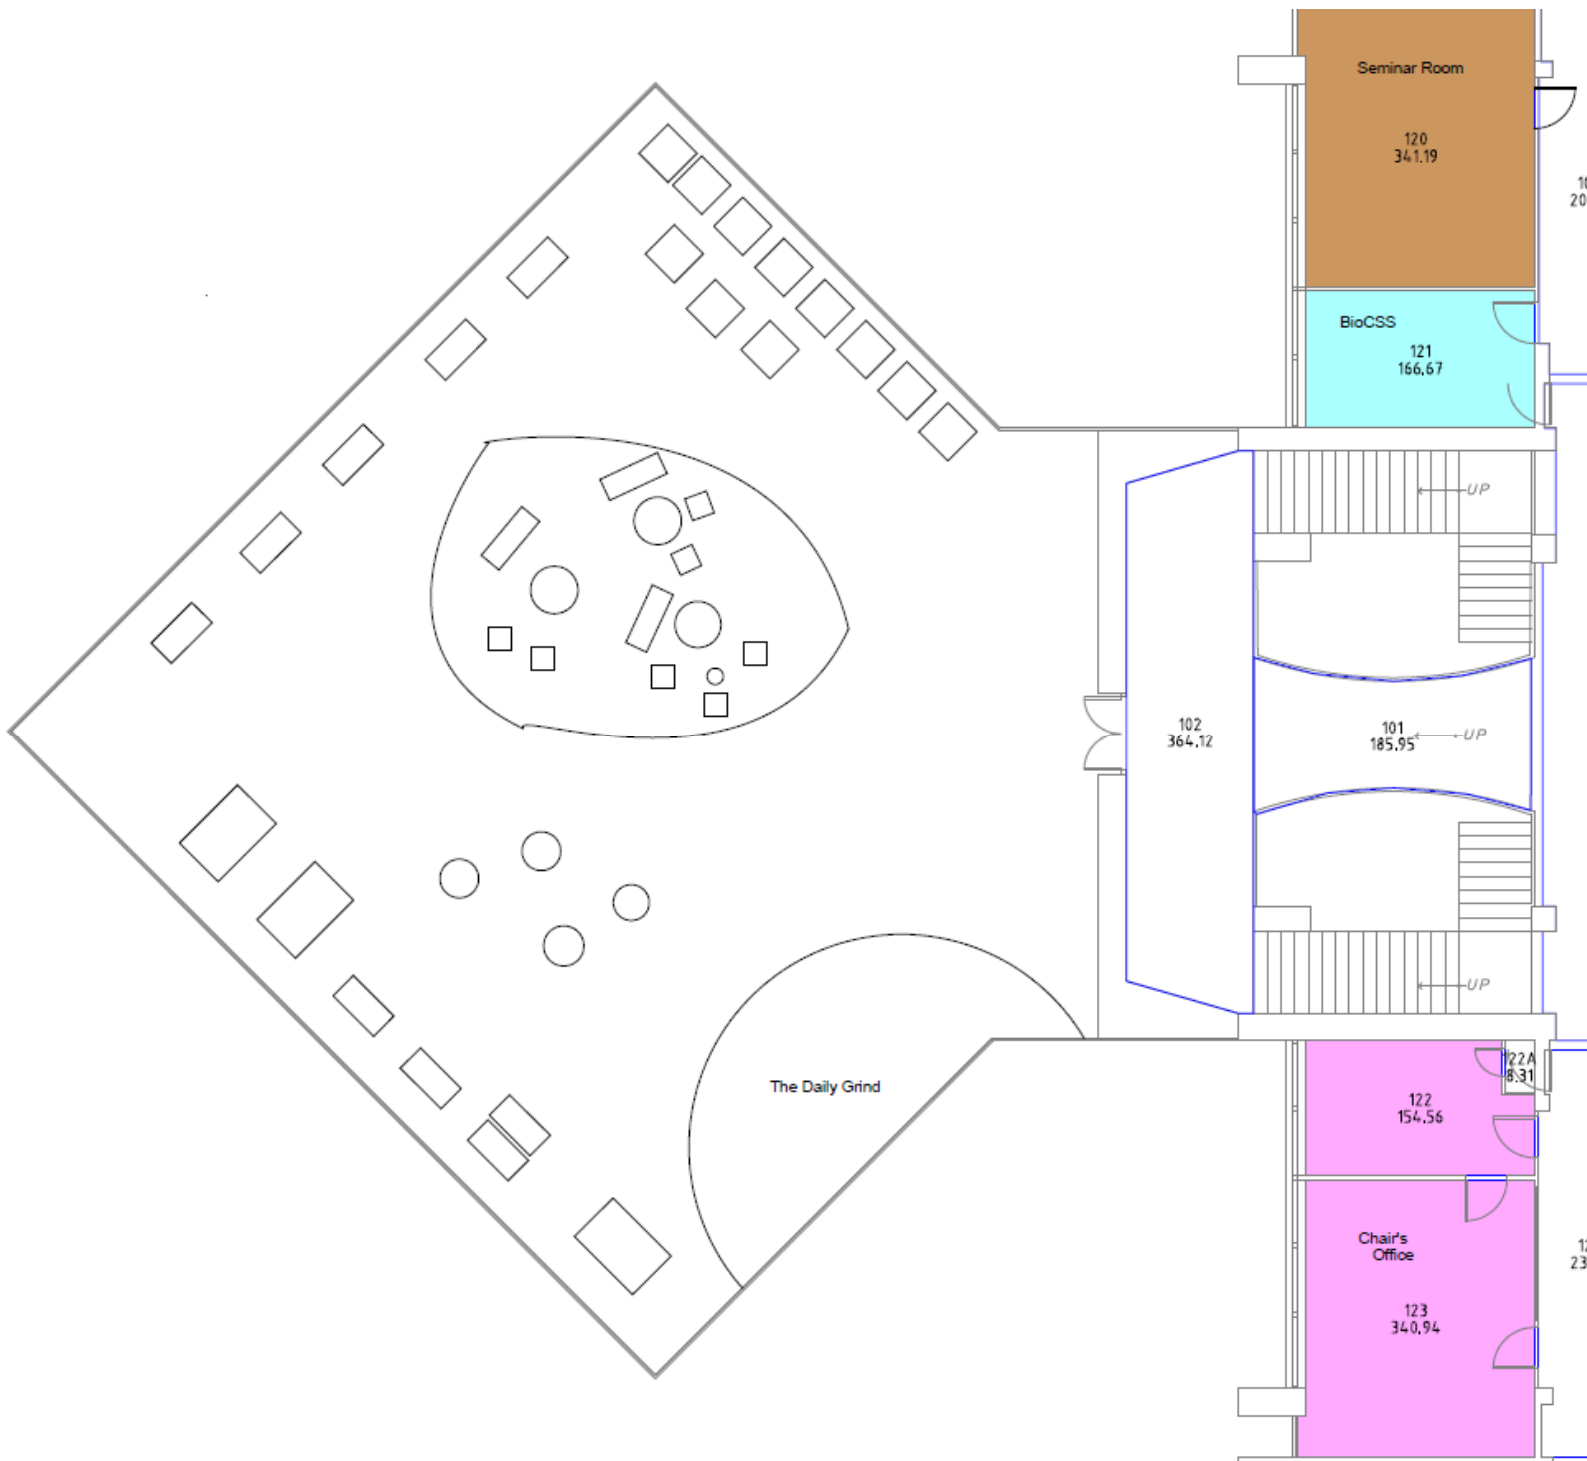 Seminar Room
120
341.19
BioCSS
121
166.67
UP
102
364.12
101
185.95
UP
UP
The Daily Grind
22A
8.31
122
154.56
Chair's
Office
123
340.94